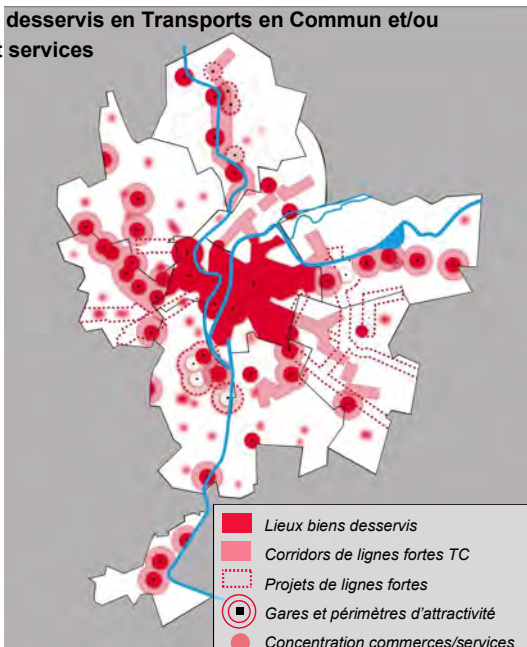 desservis en Transports en Commun et/ou
t services
Lieux biens desservis
Corridors de lignes fortes TC
Projets de lignes fortes
Gares et périmètres d'attractivité
Concentration commerces/services